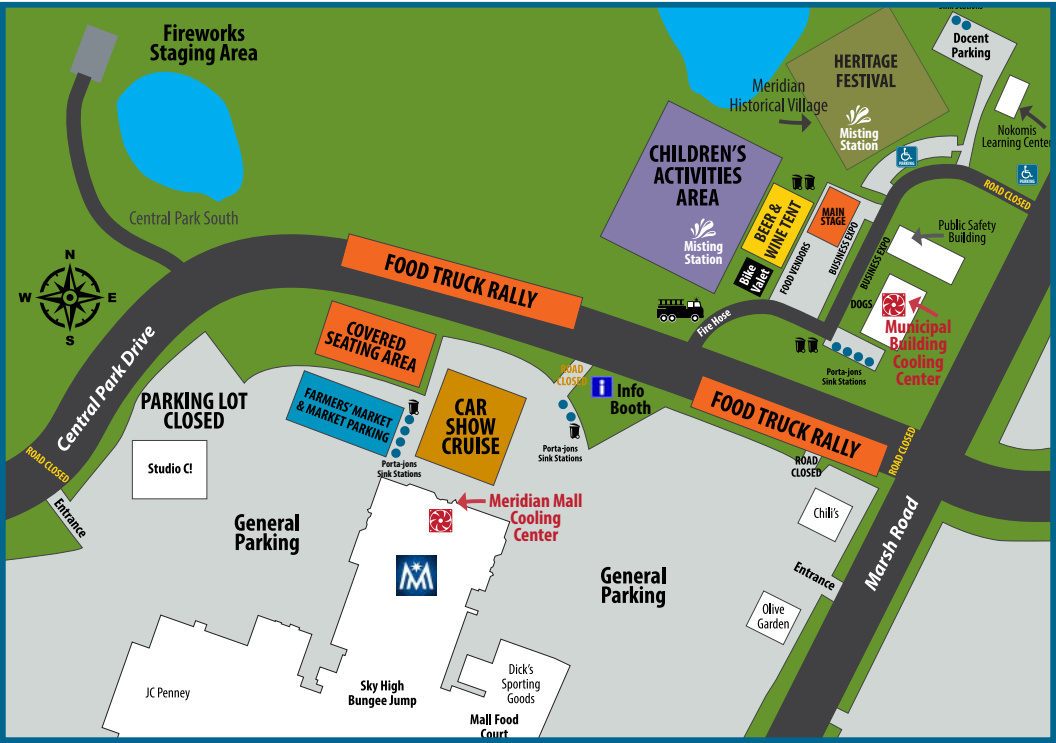 Fireworks
Staging Area
Central Park South
N
W
E
S
Sink Stations
Docent
Parking
HERITAGE
FESTIVAL
Meridian
Historical Village
Misting
Station
Nokomis
Learning Center
PARKING
PARKING
ROAD CLOSED
CHILDREN'S
ACTIVITIES
AREA
Misting
Station
BEER &
WINE TENT
MAIN
STAGE
Bike
Valet
FOOD VENDORS
BUSINESS EXPO
BUSINESS EXPO
Public Safety
Building
DOGS
Municipal
Building
Cooling
Center
Fire Hose
Porta-jons
Sink Stations
FOOD TRUCK RALLY
COVERED
SEATING AREA
FARMERS' MARKET
& MARKET PARKING
CAR
SHOW
CRUISE
Porta-jons
Sink Stations
ROAD
CLOSED
i
Info
Booth
Porta-jons
Sink Stations
FOOD TRUCK RALLY
ROAD
CLOSED
ROAD CLOSED
Central Park Drive
ROAD CLOSED
PARKING LOT
CLOSED
Studio C!
Entrance
General
Parking
Meridian Mall
Cooling
Center
M
General
Parking
Chili's
Marsh Road
Entrance
Olive
Garden
JC Penney
Sky High
Bungee Jump
Dick's
Sporting
Goods
Mall Food
Court